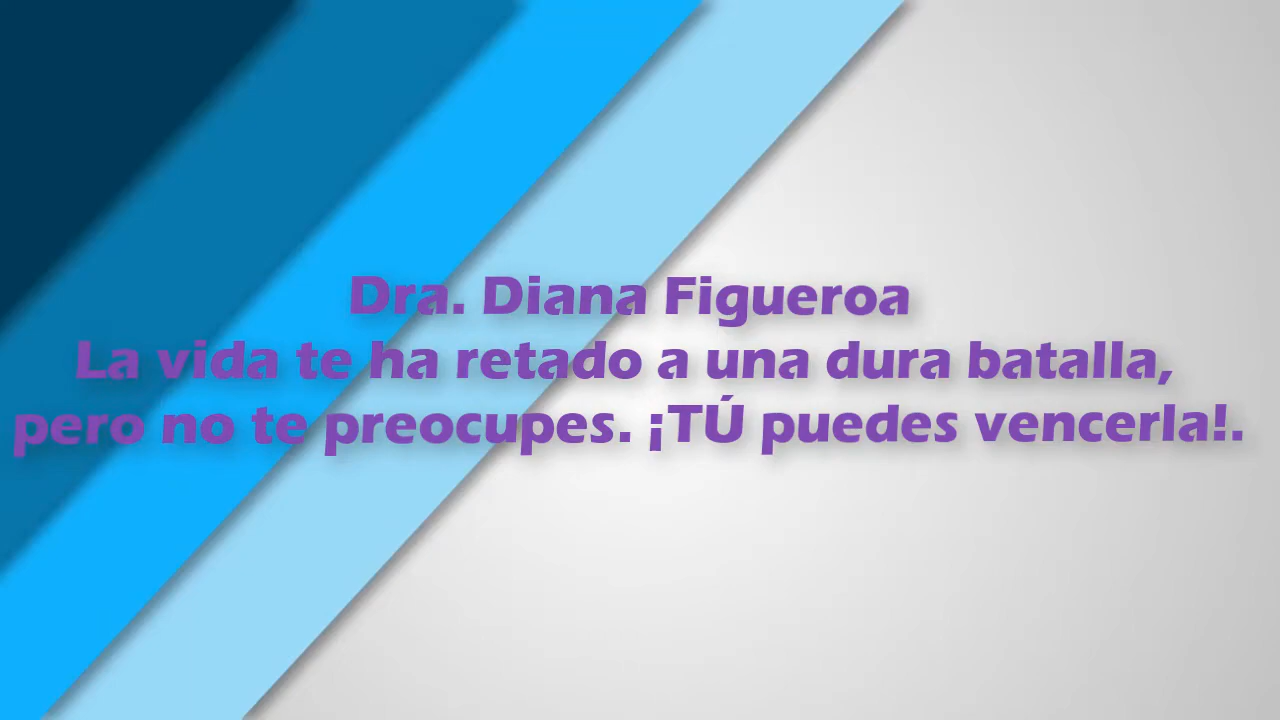 Dra. Diana Figueroa
La vida te ha retado a una dura batalla,
pero no te preocupes. ¡TÚ puedes vencerla!.